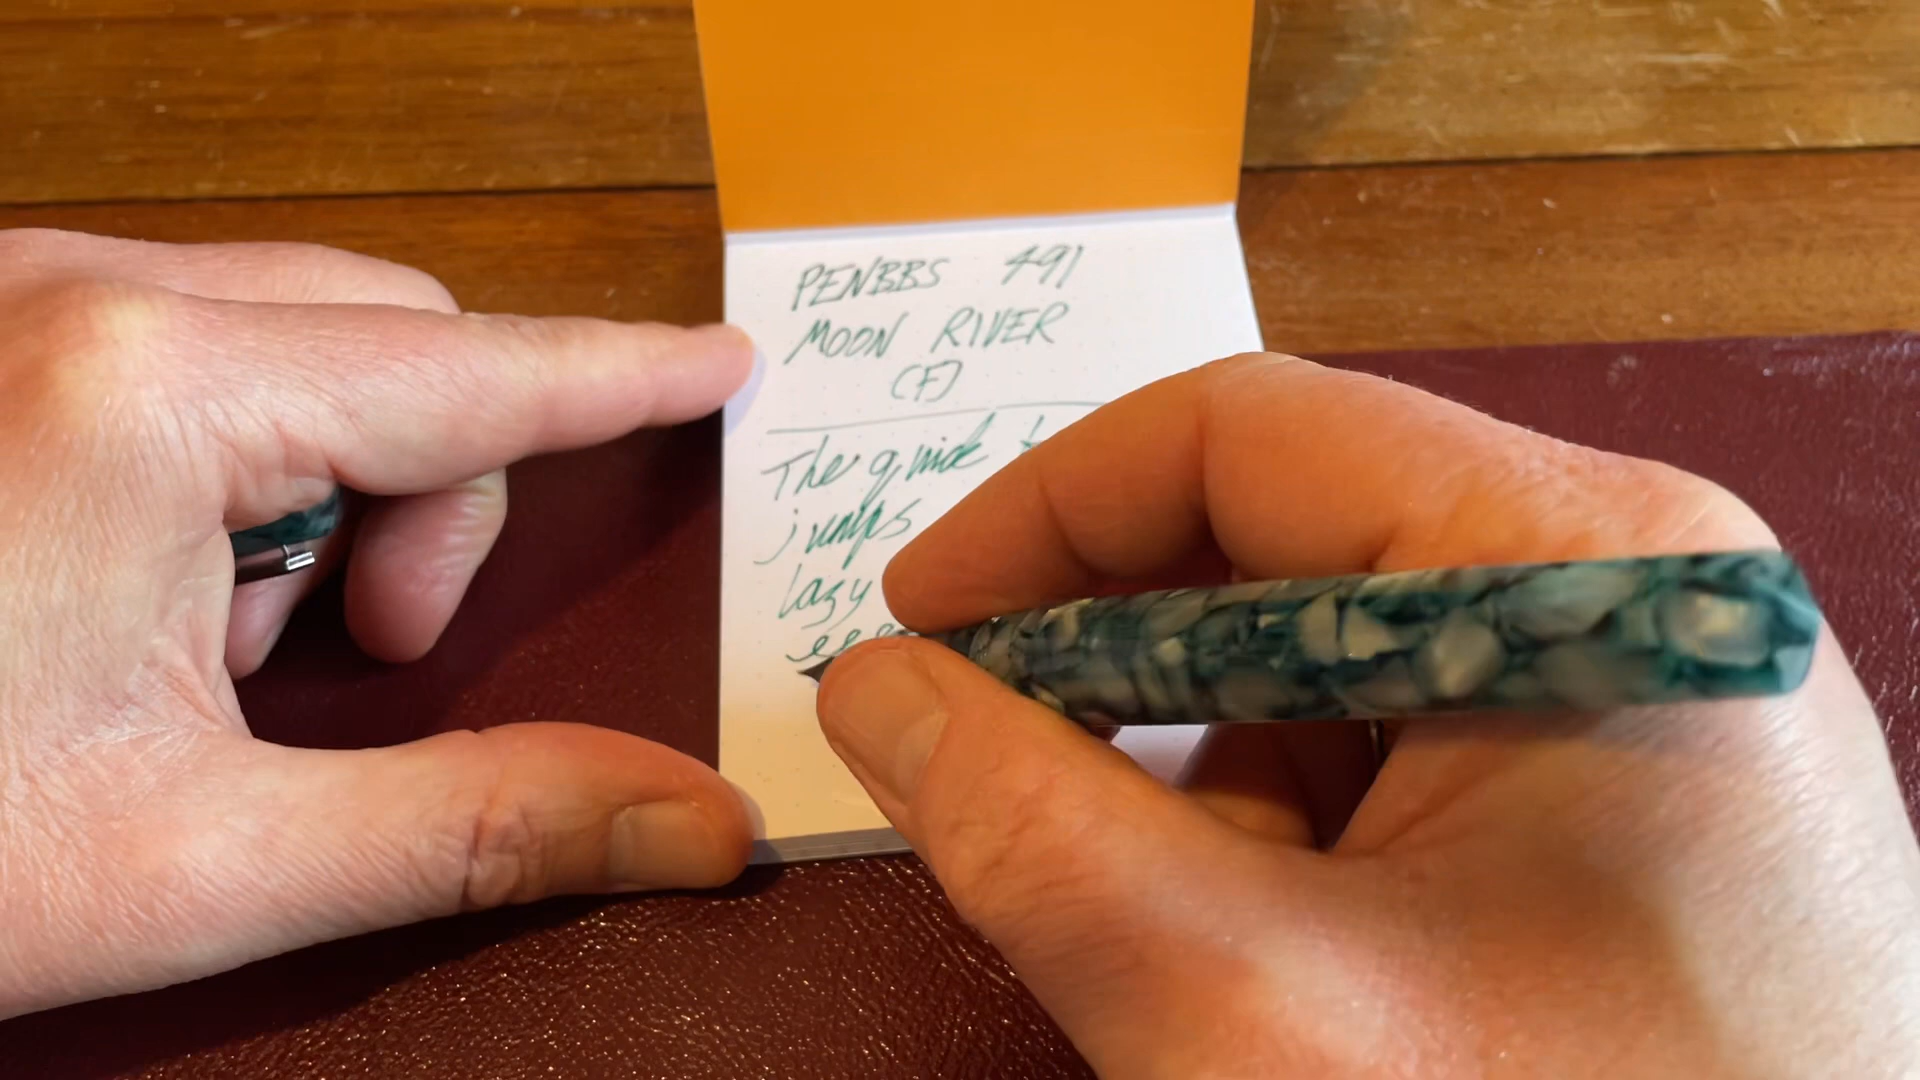 PENBBS 491
MOON RIVER
(F)
The quick
jumps
lazy